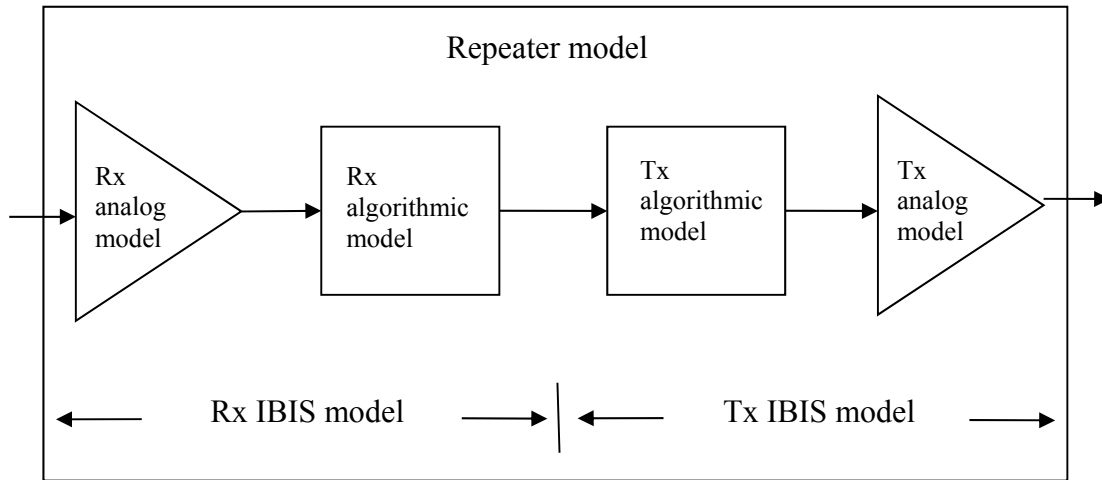 Repeater model
Rx
analog
model
Rx
algorithmic
model
Tx
algorithmic
model
Tx
analog
model
Rx IBIS model
Tx IBIS model